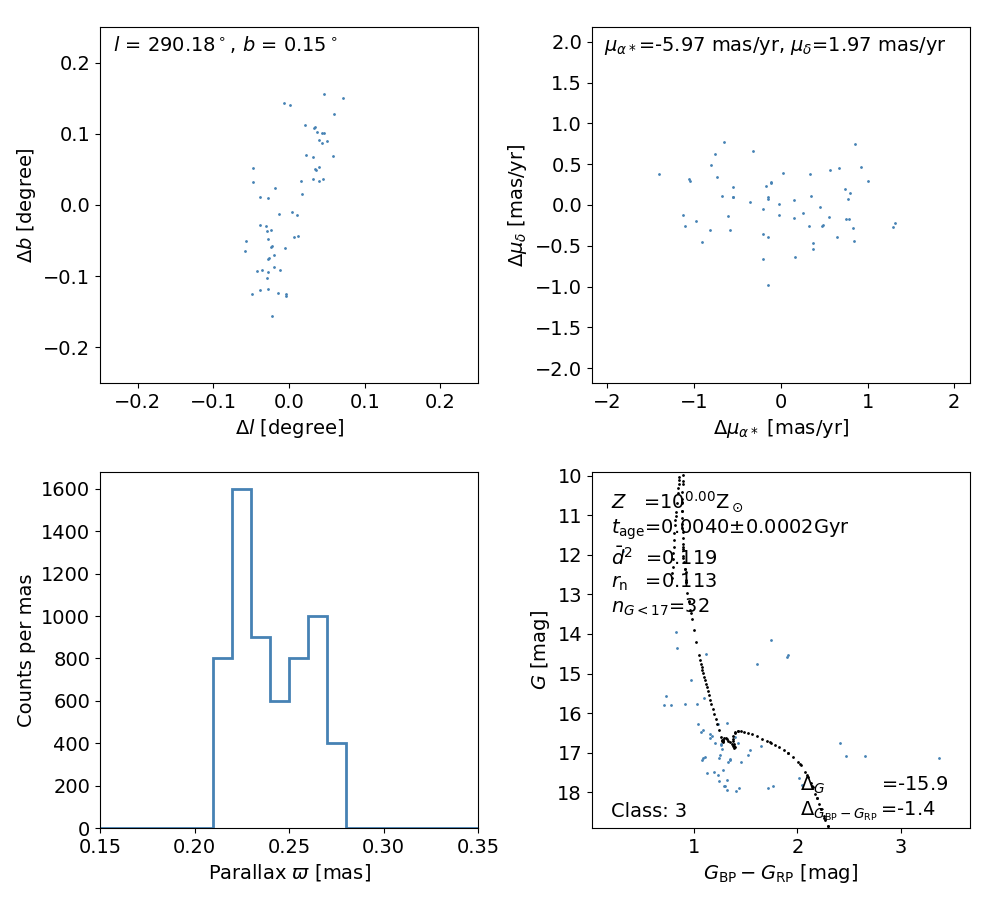 l = 290.18°, b = 0.15°
0.2
0.1
0.0
−0.1
−0.2
Δb [degree]
−0.2 −0.1 0.0 0.1 0.2
Δl [degree]
μα*=-5.97 mas/yr, μδ=1.97 mas/yr
2.0
1.5
1.0
0.5
0.0
−0.5
−1.0
−1.5
−2.0
Δμδ [mas/yr]
−2 −1 0 1 2
Δμα* [mas/yr]
1600
1400
1200
1000
800
600
400
200
0
Counts per mas
0.15 0.20 0.25 0.30 0.35
Parallax ϖ [mas]
10
11
12
13
14
15
16
17
18
G [mag]
Z =10^0.00 Z⊙
t_age=0.0040±0.0002Gyr
d̄² =0.119
r_n =0.113
n_G<17=32
Δ_G =-15.9
Class: 3 Δ_G_BP−G_RP =-1.4
1 2 3
G_BP − G_RP [mag]